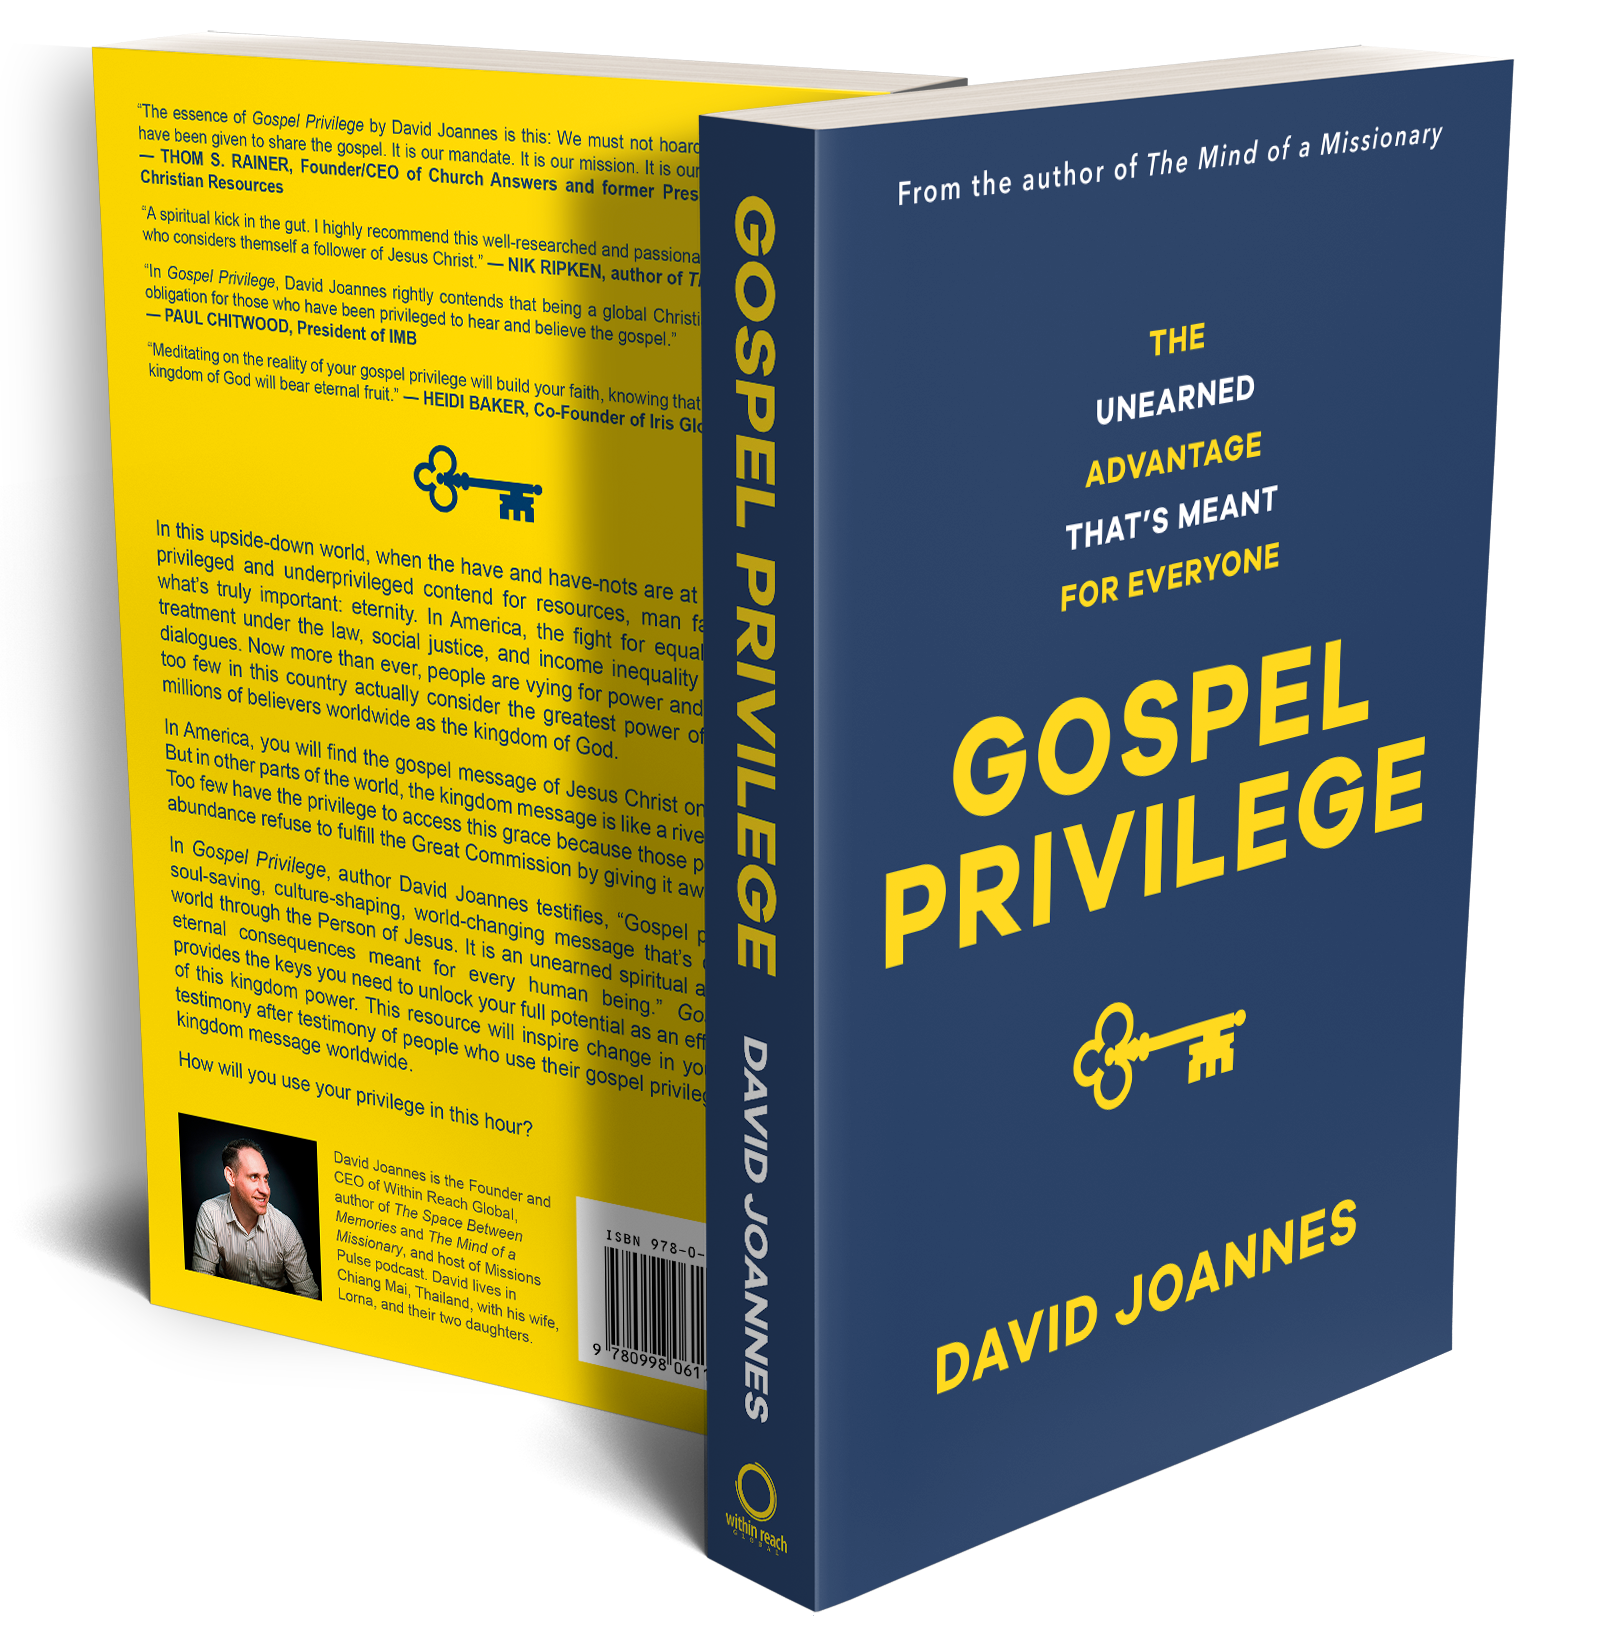 “The essence of Gospel Privilege by David Joannes is this: We must not hoard
have been given to share the gospel. It is our mandate. It is our mission. It is our
— THOM S. RAINER, Founder/CEO of Church Answers and former Pres
Christian Resources
“A spiritual kick in the gut. I highly recommend this well-researched and passiona
who considers themself a follower of Jesus Christ.” — NIK RIPKEN, author of
“In Gospel Privilege, David Joannes rightly contends that being a global Christi
obligation for those who have been privileged to hear and believe the gospel.”
— PAUL CHITWOOD, President of IMB
“Meditating on the reality of your gospel privilege will build your faith, knowing that
kingdom of God will bear eternal fruit.” — HEIDI BAKER, Co-Founder of Iris Glo
In this upside-down world, when the have and have-nots are at
privileged and underprivileged contend for resources, man fa
what’s truly important: eternity. In America, the fight for equal
treatment under the law, social justice, and income inequality
dialogues. Now more than ever, people are vying for power and
too few in this country actually consider the greatest power of
millions of believers worldwide as the kingdom of God.
In America, you will find the gospel message of Jesus Christ on
But in other parts of the world, the kingdom message is like a rive
Too few have the privilege to access this grace because those p
abundance refuse to fulfill the Great Commission by giving it aw
In Gospel Privilege, author David Joannes testifies, “Gospel p
soul-saving, culture-shaping, world-changing message that’s
world through the Person of Jesus. It is an unearned spiritual a
eternal consequences meant for every human being.” Gos
provides the keys you need to unlock your full potential as an eff
of this kingdom power. This resource will inspire change in yo
testimony after testimony of people who use their gospel privileg
kingdom message worldwide.
How will you use your privilege in this hour?
David Joannes is the Founder and
CEO of Within Reach Global,
author of The Space Between
Memories and The Mind of a
Missionary, and host of Missions
Pulse podcast. David lives in
Chiang Mai, Thailand, with his wife,
Lorna, and their two daughters.
ISBN 978-0-
9 780998 061
GOSPEL PRIVILEGE
DAVID JOANNES
within reach
GLOBAL
From the author of The Mind of a Missionary
THE
UNEARNED
ADVANTAGE
THAT’S MEANT
FOR EVERYONE
GOSPEL
PRIVILEGE
DAVID JOANNES